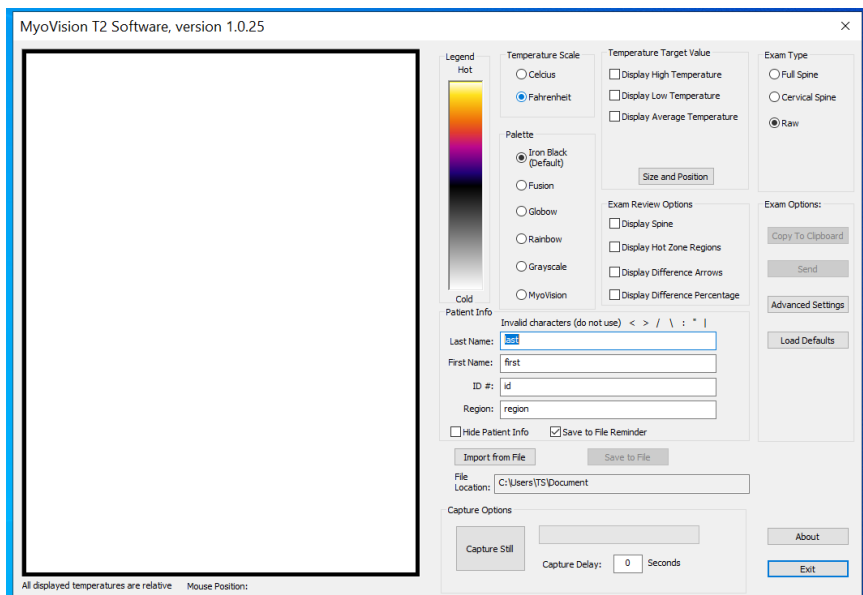 MyoVision T2 Software, version 1.0.25
Legend
Hot
Cold
Temperature Scale
Celcius
Fahrenheit
Palette
Iron Black
(Default)
Fusion
Globow
Rainbow
Grayscale
MyoVision
Temperature Target Value
Display High Temperature
Display Low Temperature
Display Average Temperature
Size and Position
Exam Review Options
Display Spine
Display Hot Zone Regions
Display Difference Arrows
Display Difference Percentage
Exam Type
Full Spine
Cervical Spine
Raw
Exam Options:
Copy To Clipboard
Send
Advanced Settings
Load Defaults
Patient Info
Invalid characters (do not use) < > / \ : " |
Last Name: last
First Name: first
ID #: id
Region: region
Hide Patient Info Save to File Reminder
Import from File Save to File
File
Location: C:\Users\TS\Document
Capture Options
Capture Still
Capture Delay: 0 Seconds
About
Exit
All displayed temperatures are relative Mouse Position: